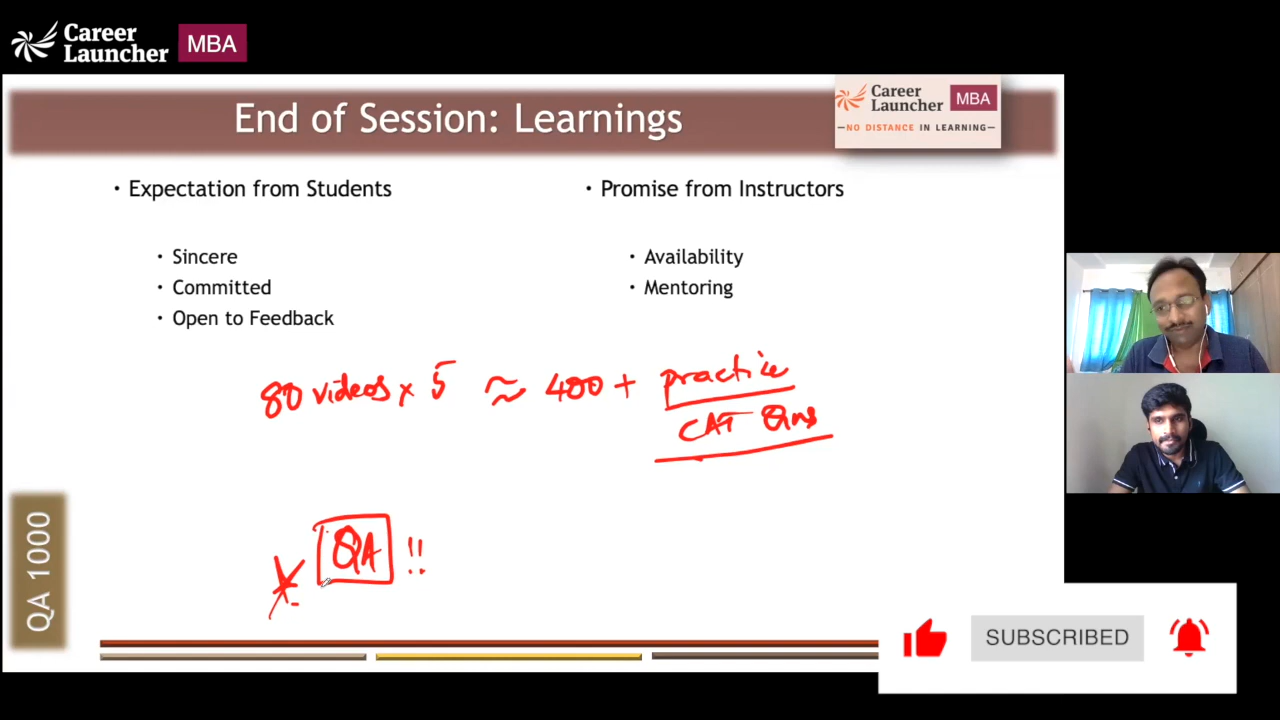 Career
Launcher MBA
End of Session: Learnings
Career
Launcher MBA
—NO DISTANCE IN LEARNING—
• Expectation from Students
• Sincere
• Committed
• Open to Feedback
• Promise from Instructors
• Availability
• Mentoring
80 videos x 5 ≈ 400 + practice
CAT Qns
* QA !!
QA 1000
SUBSCRIBED